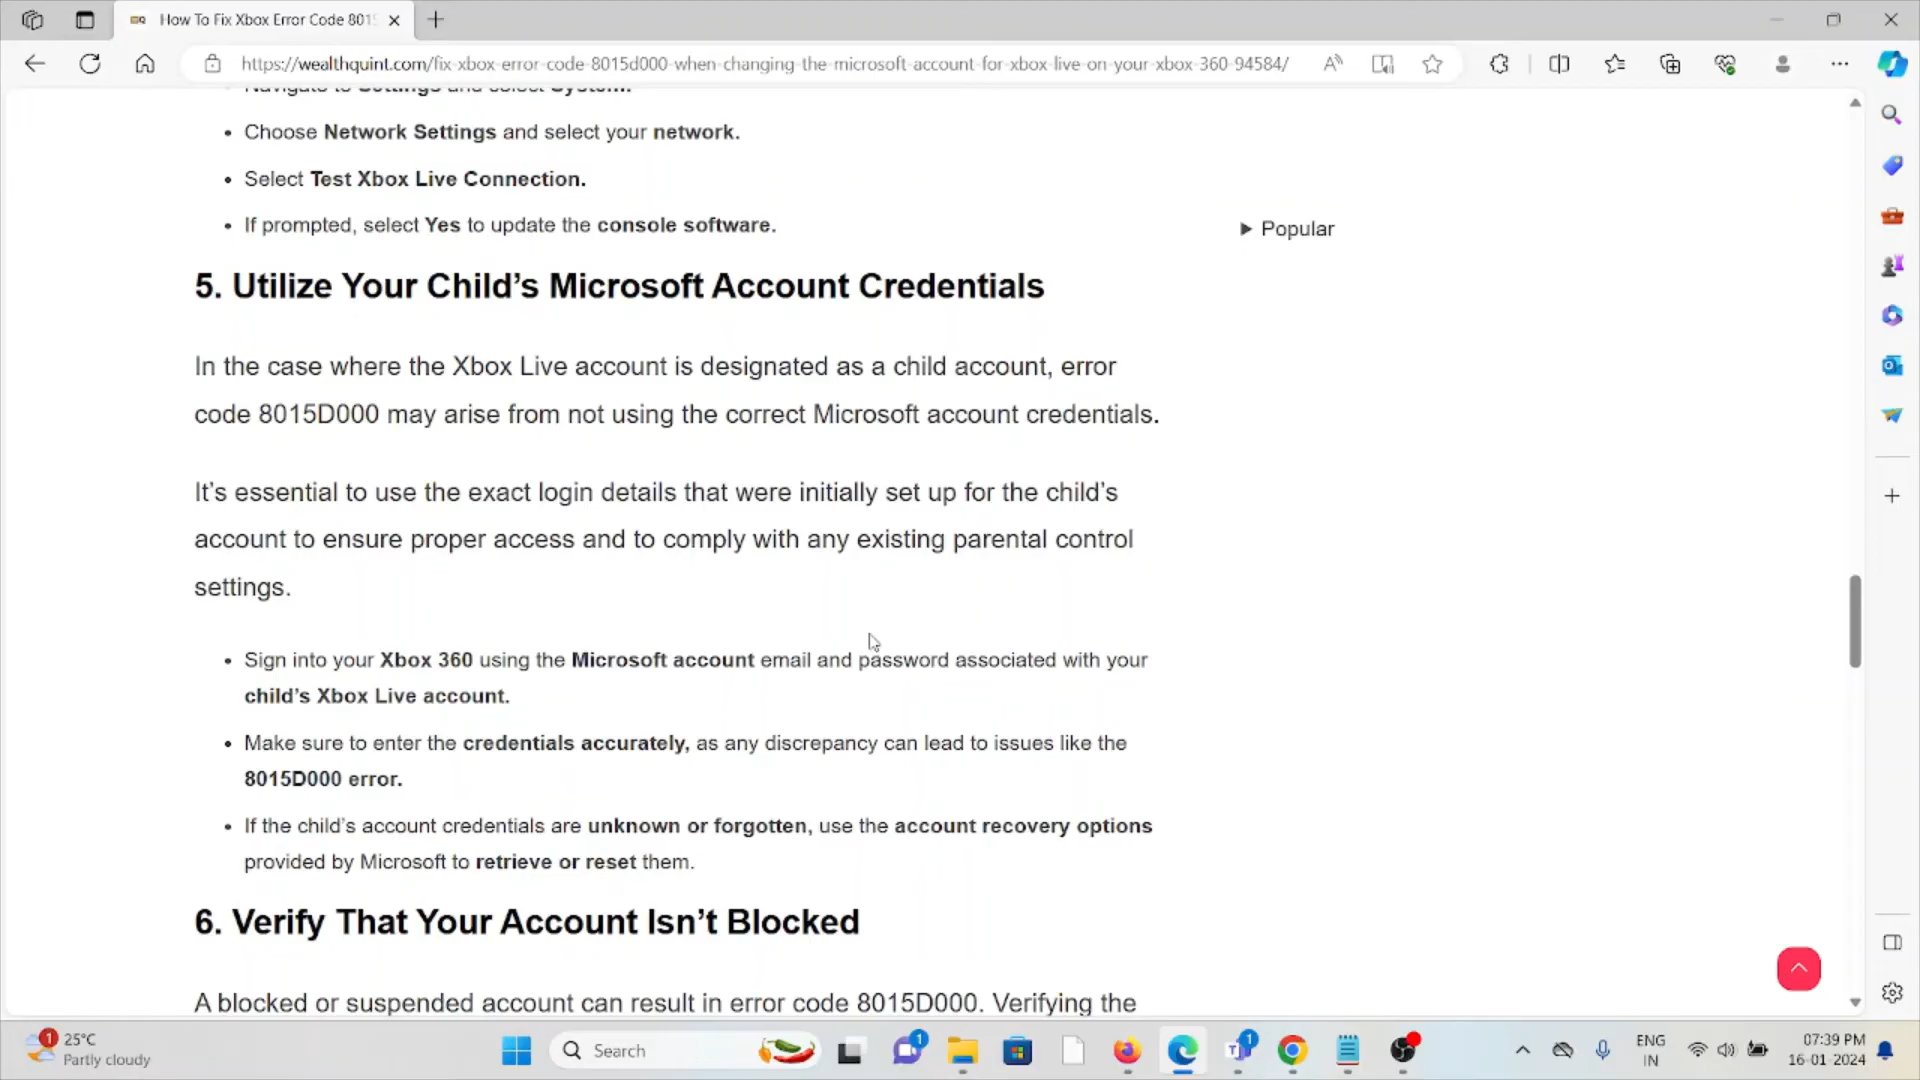 How To Fix Xbox Error Code 801
https://wealthquint.com/fix-xbox-error-code-8015d000-when-changing-the-microsoft-account-for-xbox-live-on-your-xbox-360-94584/
Navigate to Settings and select System.
• Choose Network Settings and select your network.
• Select Test Xbox Live Connection.
• If prompted, select Yes to update the console software.
Popular
5. Utilize Your Child’s Microsoft Account Credentials
In the case where the Xbox Live account is designated as a child account, error
code 8015D000 may arise from not using the correct Microsoft account credentials.
It’s essential to use the exact login details that were initially set up for the child’s
account to ensure proper access and to comply with any existing parental control
settings.
• Sign into your Xbox 360 using the Microsoft account email and password associated with your
child’s Xbox Live account.
• Make sure to enter the credentials accurately, as any discrepancy can lead to issues like the
8015D000 error.
• If the child’s account credentials are unknown or forgotten, use the account recovery options
provided by Microsoft to retrieve or reset them.
6. Verify That Your Account Isn’t Blocked
A blocked or suspended account can result in error code 8015D000. Verifying the
1
25°C
Partly cloudy
Search
1
1
ENG
IN
07:39 PM
16-01-2024